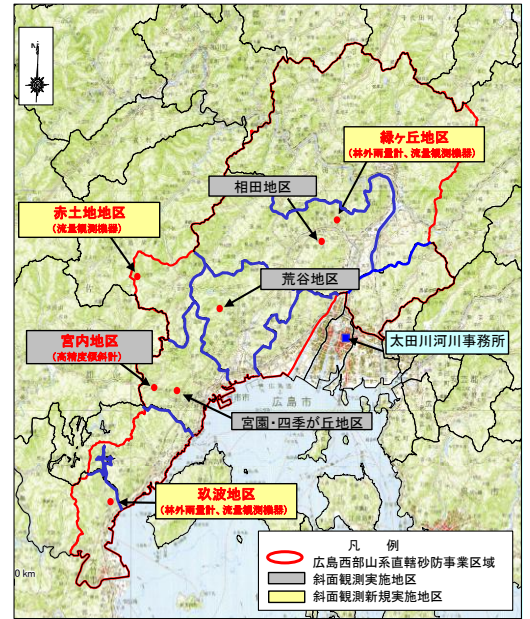 緑ヶ丘地区
(林外雨量計、流量観測機器)
相田地区
赤土地地区
(流量観測機器)
荒谷地区
太田川河川事務所
宮内地区
(高精度傾斜計)
広島市
宮園・四季が丘地区
玖波地区
(林外雨量計、流量観測機器)
凡 例
広島西部山系直轄砂防事業区域
斜面観測実施地区
斜面観測新規実施地区
0 km